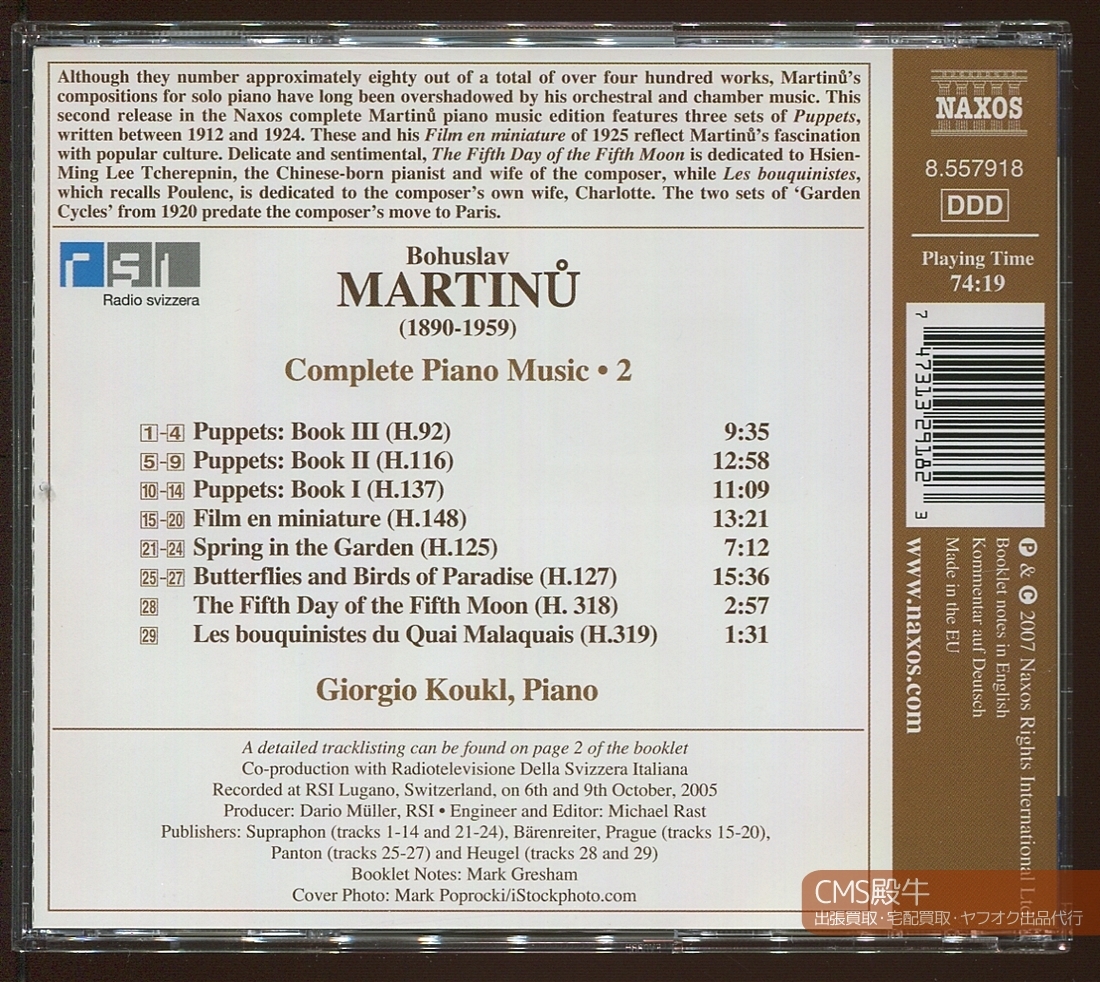 Although they number approximately eighty out of a total of over four hundred works, Martinů's
compositions for solo piano have long been overshadowed by his orchestral and chamber music. This
second release in the Naxos complete Martinů piano music edition features three sets of Puppets,
written between 1912 and 1924. These and his Film en miniature of 1925 reflect Martinů's fascination
with popular culture. Delicate and sentimental, The Fifth Day of the Fifth Moon is dedicated to Hsien-
Ming Lee Tcherepnin, the Chinese-born pianist and wife of the composer, while Les bouquinistes,
which recalls Poulenc, is dedicated to the composer's own wife, Charlotte. The two sets of 'Garden
Cycles' from 1920 predate the composer's move to Paris.
rsi
Radio svizzera
Bohuslav
MARTINŮ
(1890-1959)
Complete Piano Music • 2
1-4 Puppets: Book III (H.92) 9:35
5-9 Puppets: Book II (H.116) 12:58
10-14 Puppets: Book I (H.137) 11:09
15-20 Film en miniature (H.148) 13:21
21-24 Spring in the Garden (H.125) 7:12
25-27 Butterflies and Birds of Paradise (H.127) 15:36
28 The Fifth Day of the Fifth Moon (H. 318) 2:57
29 Les bouquinistes du Quai Malaquais (H.319) 1:31
Giorgio Koukl, Piano
A detailed tracklisting can be found on page 2 of the booklet
Co-production with Radiotelevisione Della Svizzera Italiana
Recorded at RSI Lugano, Switzerland, on 6th and 9th October, 2005
Producer: Dario Müller, RSI • Engineer and Editor: Michael Rast
Publishers: Supraphon (tracks 1-14 and 21-24), Bärenreiter, Prague (tracks 15-20),
Panton (tracks 25-27) and Heugel (tracks 28 and 29)
Booklet Notes: Mark Gresham
Cover Photo: Mark Poprocki/iStockphoto.com
NAXOS
8.557918
DDD
Playing Time
74:19
7 47313 29182 3
℗ & © 2007 Naxos Rights International Ltd
Booklet notes in English
Kommentar auf Deutsch
Made in the EU
www.naxos.com
CMS殿牛
出張買取・宅配買取・ヤフオク出品代行